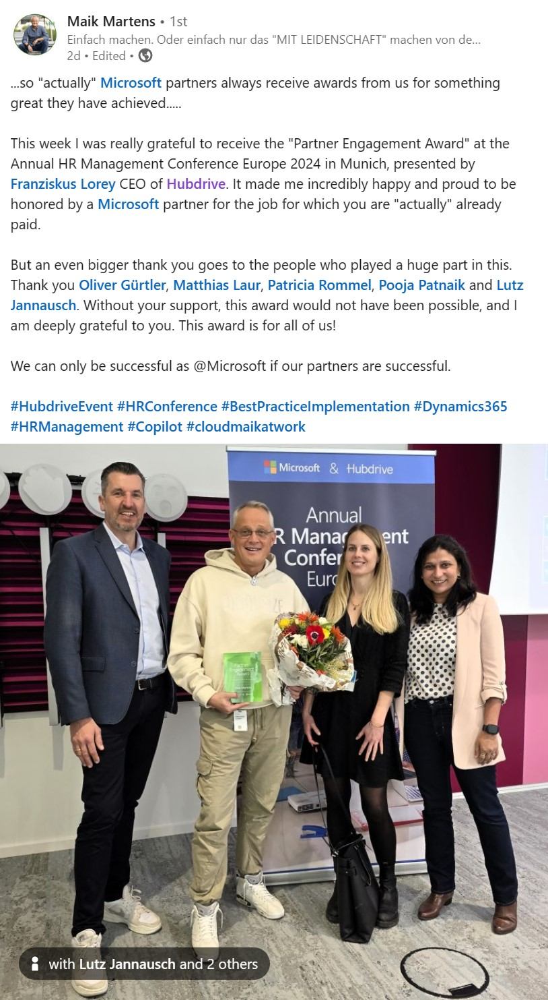 Maik Martens • 1st
Einfach machen. Oder einfach nur das "MIT LEIDENSCHAFT" machen von de...
2d • Edited •
...so "actually" Microsoft partners always receive awards from us for something
great they have achieved.....
This week I was really grateful to receive the "Partner Engagement Award" at the
Annual HR Management Conference Europe 2024 in Munich, presented by
Franziskus Lorey CEO of Hubdrive. It made me incredibly happy and proud to be
honored by a Microsoft partner for the job for which you are "actually" already
paid.
But an even bigger thank you goes to the people who played a huge part in this.
Thank you Oliver Gürtler, Matthias Laur, Patricia Rommel, Pooja Patnaik and Lutz
Jannausch. Without your support, this award would not have been possible, and I
am deeply grateful to you. This award is for all of us!
We can only be successful as @Microsoft if our partners are successful.
#HubdriveEvent #HRConference #BestPracticeImplementation #Dynamics365
#HRManagement #Copilot #cloudmaikatwork
Microsoft & Hubdrive
Annual
R Management
Confer
Euro
Partner
Engagement
Award
with Lutz Jannausch and 2 others